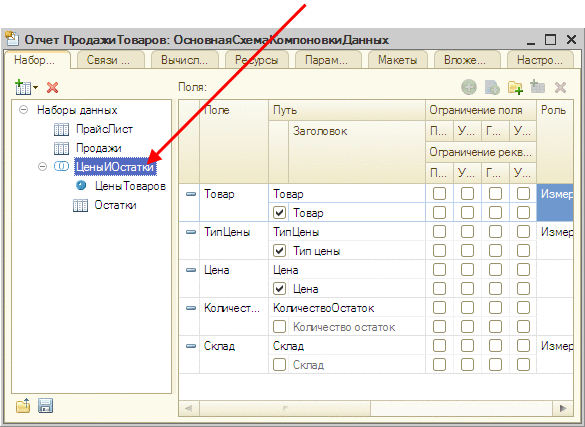 Отчет ПродажиТоваров: ОсновнаяСхемаКомпоновкиДанных
Набор... Связи ... Вычисл... Ресурсы Парам... Макеты Вложе... Настро...
Поля:
Наборы данных
ПрайсЛист
Продажи
ЦеныИОстатки
ЦеныТоваров
Остатки
Поле Путь Ограничение поля Роль
Заголовок П... У... Г... У...
Ограничение рекв...
П... У... Г... У...
Товар Товар Измер
Товар
ТипЦены ТипЦены Измер
Тип цены
Цена Цена
Цена
Количест... КоличествоОстаток
Количество остаток
Склад Склад Измер
Склад